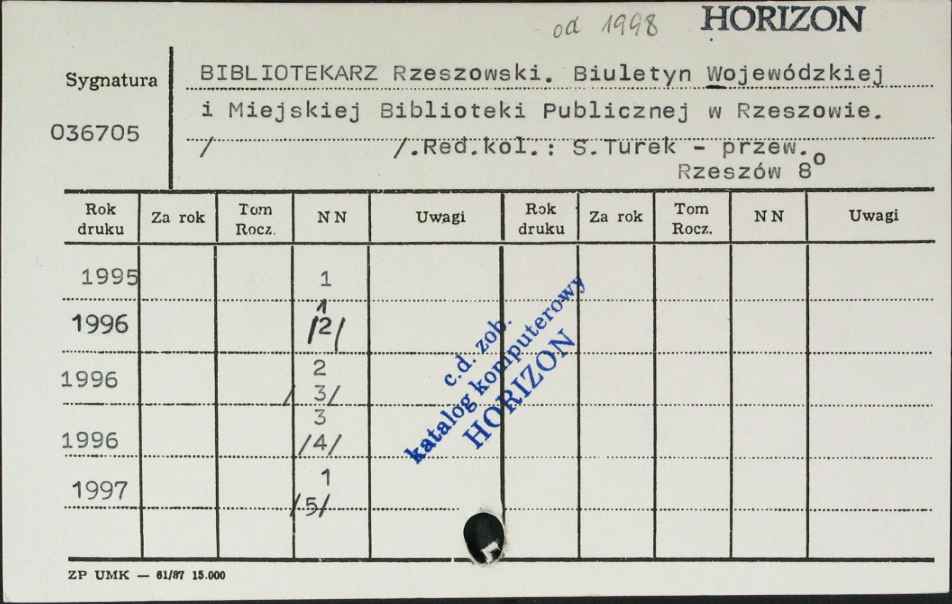 od 1998 HORIZON
Sygnatura
036705
BIBLIOTEKARZ Rzeszowski. Biuletyn Wojewódzkiej
i Miejskiej Biblioteki Publicznej w Rzeszowie.
/ /.Red.kol.: S.Turek - przew.
Rzeszów 8°
Rok druku Za rok Tom Rocz. NN Uwagi Rok druku Za rok Tom Rocz. NN Uwagi
1995 1
1996 1 /2/
1996 2 /3/
1996 3 /4/
1997 1 /5/
c.d. zob.
katalog komputerowy
HORIZON
ZP UMK — 61/87 15.000